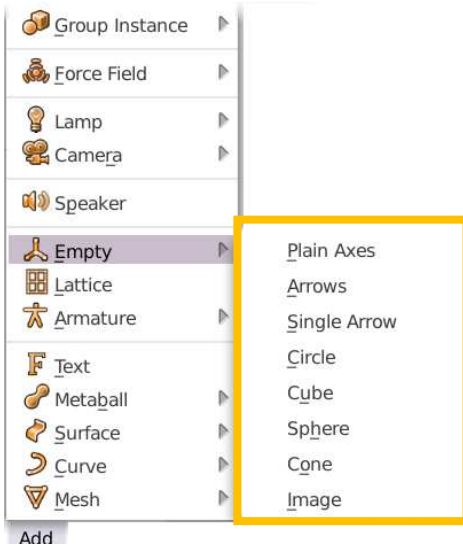 Group Instance
Force Field
Lamp
Camera
Speaker
Empty
Lattice
Armature
Text
Metaball
Surface
Curve
Mesh
Add
Plain Axes
Arrows
Single Arrow
Circle
Cube
Sphere
Cone
Image